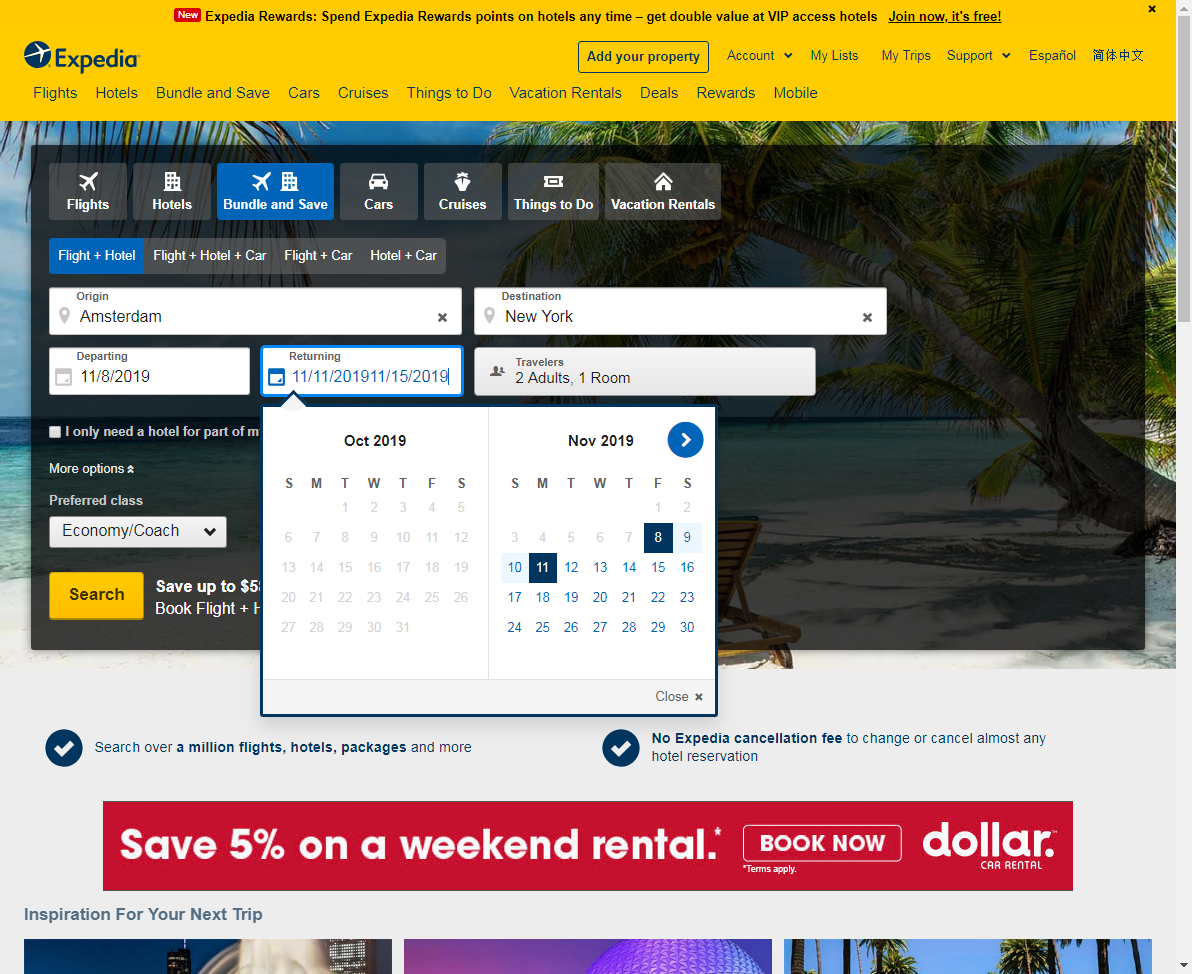 New Expedia Rewards: Spend Expedia Rewards points on hotels any time – get double value at VIP access hotels Join now, it's free!
Expedia
Add your property Account My Lists My Trips Support Español 简体中文
Flights Hotels Bundle and Save Cars Cruises Things to Do Vacation Rentals Deals Rewards Mobile
Flights Hotels Bundle and Save Cars Cruises Things to Do Vacation Rentals
Flight + Hotel Flight + Hotel + Car Flight + Car Hotel + Car
Origin
Amsterdam
Destination
New York
Departing
11/8/2019
Returning
11/11/201911/15/2019
Travelers
2 Adults, 1 Room
I only need a hotel for part of m
More options
Preferred class
Economy/Coach
Search
Save up to $5
Book Flight + H
Oct 2019
S M T W T F S
1 2 3 4 5
6 7 8 9 10 11 12
13 14 15 16 17 18 19
20 21 22 23 24 25 26
27 28 29 30 31
Nov 2019
S M T W T F S
1 2
3 4 5 6 7 8 9
10 11 12 13 14 15 16
17 18 19 20 21 22 23
24 25 26 27 28 29 30
Close
Search over a million flights, hotels, packages and more
No Expedia cancellation fee to change or cancel almost any
hotel reservation
Save 5% on a weekend rental.*
BOOK NOW
*Terms apply.
dollar.
CAR RENTAL
Inspiration For Your Next Trip